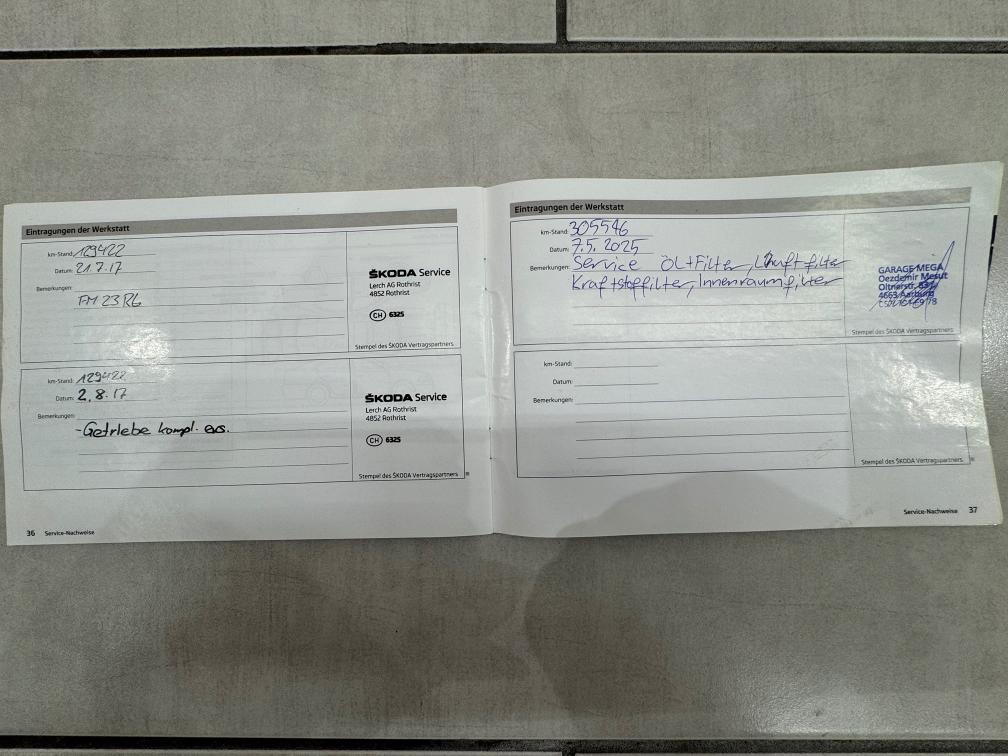 Eintragungen der Werkstatt
km-Stand: 129422
Datum: 21.7.17
Bemerkungen:
FM 23R6
ŠKODA Service
Lerch AG Rothrist
4852 Rothrist
CH 6325
Stempel des ŠKODA Vertragspartners
km-Stand: 129422
Datum: 2.8.17
Bemerkungen:
-Getriebe kompl. ers.
ŠKODA Service
Lerch AG Rothrist
4852 Rothrist
CH 6325
Stempel des ŠKODA Vertragspartners
36 Service-Nachweise
Eintragungen der Werkstatt
km-Stand: 305546
Datum: 7.5.2025
Bemerkungen: Service Öl+Filter, Luftfilter
Kraftstoffilter, Innenraumfilter
GARAGE MEGA
Oezdemir Mesut
Oltnerstr.
4663 Aarburg
Stempel des ŠKODA Vertragspartners
km-Stand:
Datum:
Bemerkungen:
Stempel des ŠKODA Vertragspartners
Service-Nachweise 37